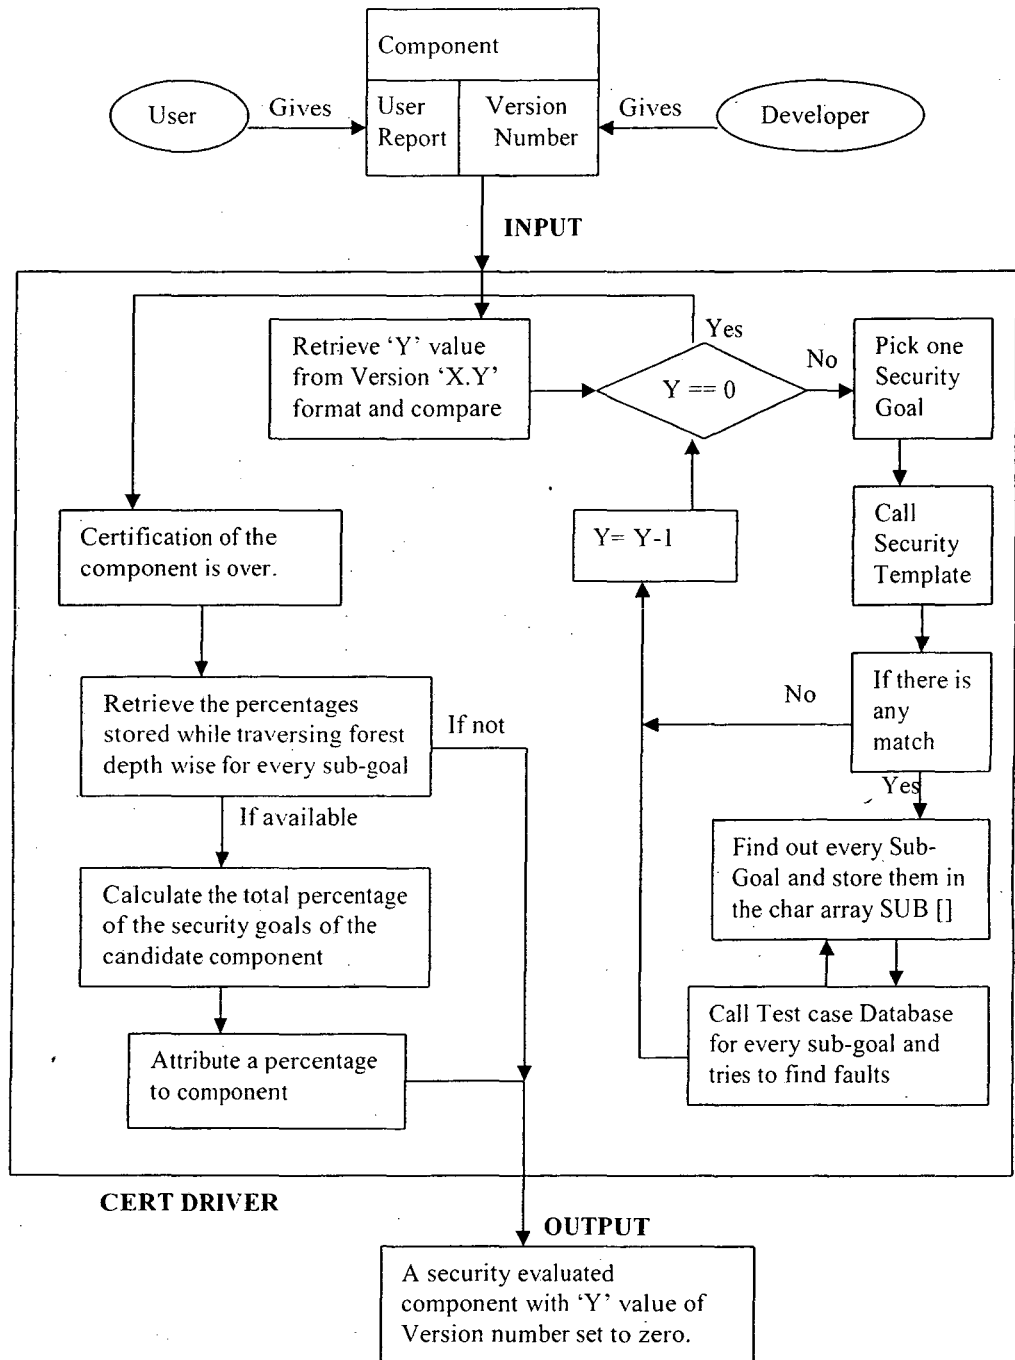 Component
User
Gives
User
Report
Version
Number
Gives
Developer
INPUT
Retrieve ‘Y’ value
from Version ‘X.Y’
format and compare
Yes
Y == 0
No
Pick one
Security
Goal
Certification of the
component is over.
Y= Y-1
Call
Security
Template
Retrieve the percentages
stored while traversing forest
depth wise for every sub-goal
If not
No
If there is
any
match
If available
Yes
Calculate the total percentage
of the security goals of the
candidate component
Find out every Sub-
Goal and store them in
the char array SUB []
Attribute a percentage
to component
Call Test case Database
for every sub-goal and
tries to find faults
CERT DRIVER
OUTPUT
A security evaluated
component with ‘Y’ value of
Version number set to zero.